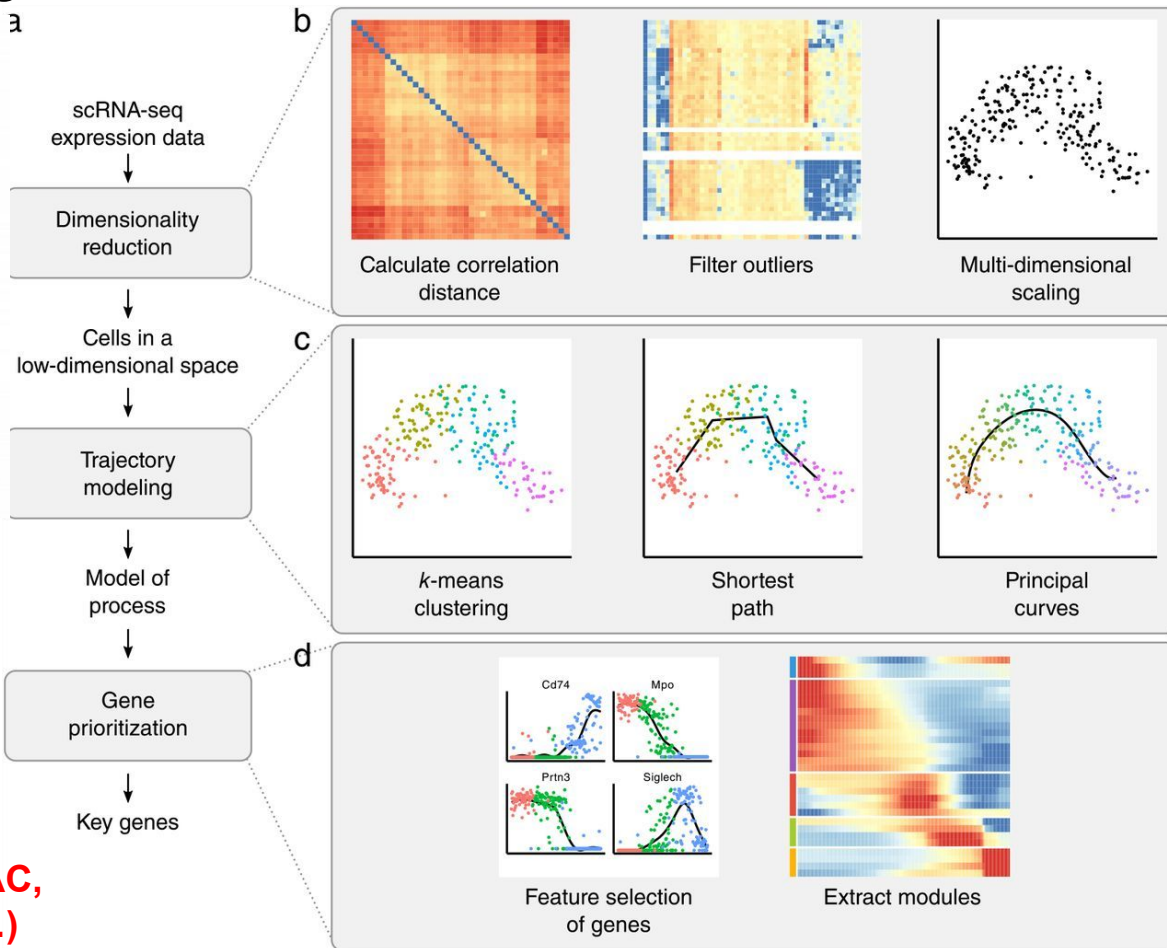 a
scRNA-seq
expression data
Dimensionality
reduction
Cells in a
low-dimensional space
Trajectory
modeling
Model of
process
Gene
prioritization
Key genes
AC,
.)
b
Calculate correlation
distance
Filter outliers
Multi-dimensional
scaling
c
k-means
clustering
Shortest
path
Principal
curves
d
Cd74
Mpo
Prtn3
Siglech
Feature selection
of genes
Extract modules